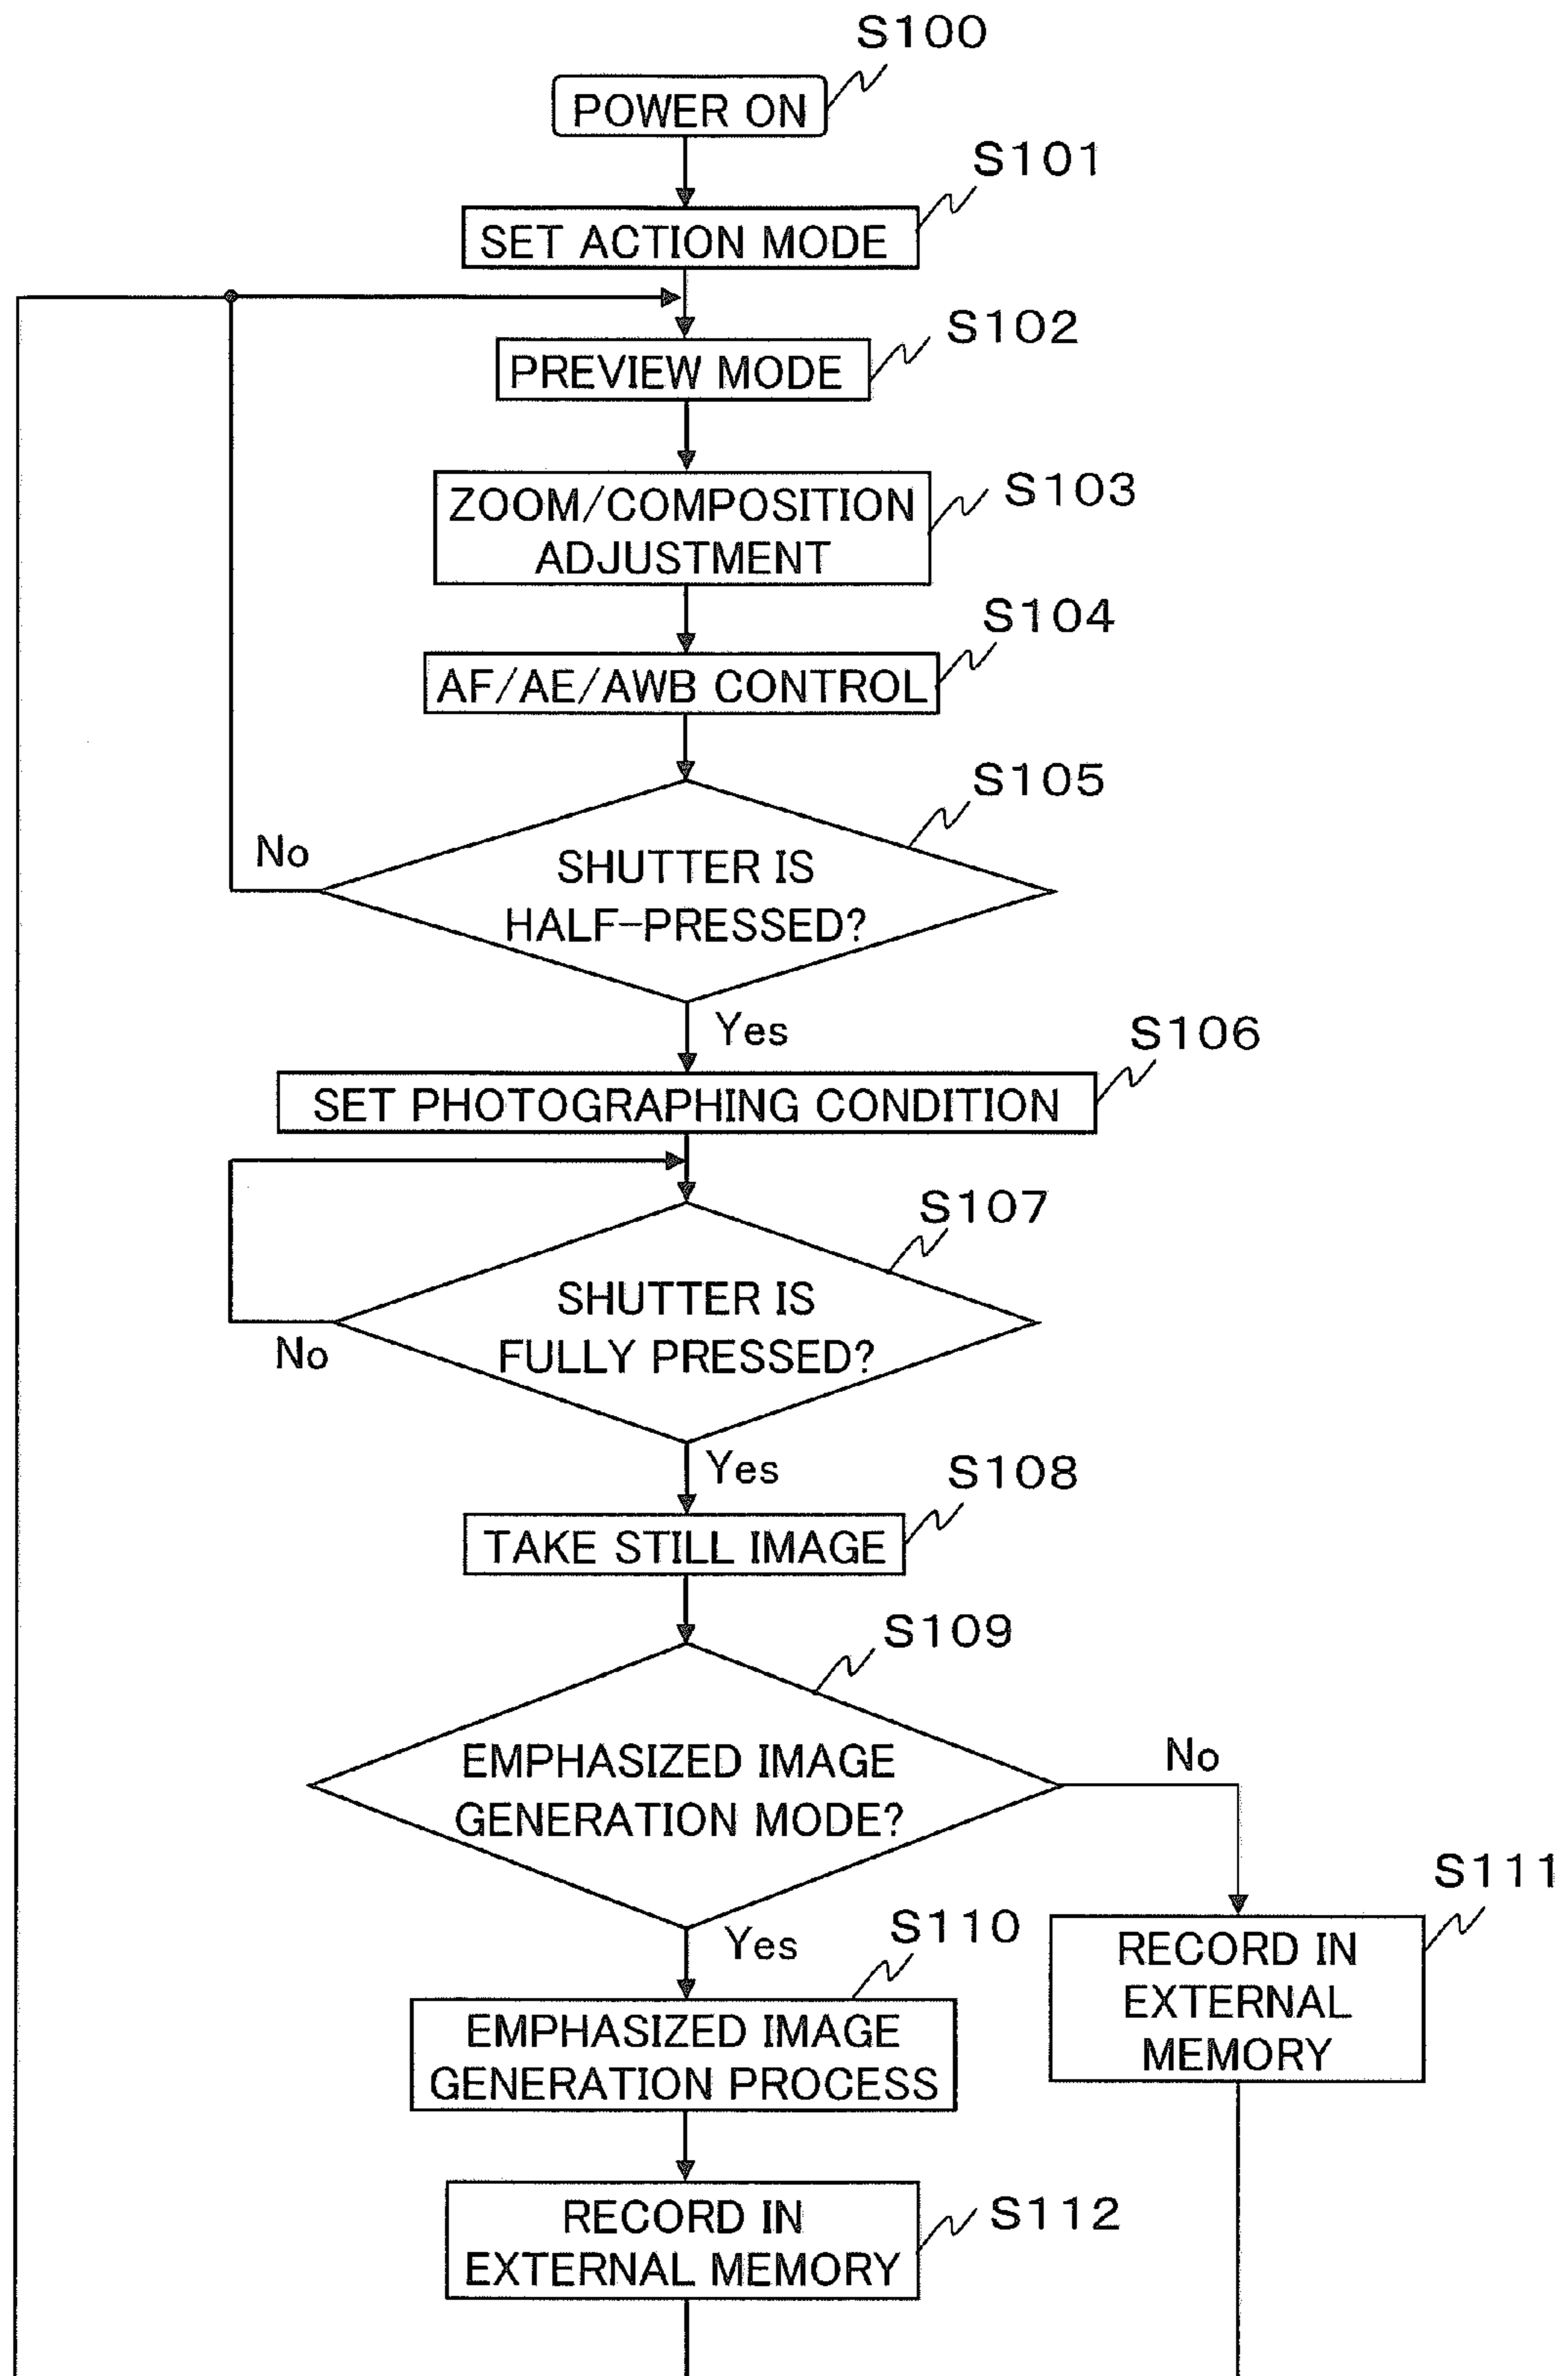 S100
POWER ON
S101
SET ACTION MODE
S102
PREVIEW MODE
S103
ZOOM/COMPOSITION
ADJUSTMENT
S104
AF/AE/AWB CONTROL
S105
No
SHUTTER IS
HALF-PRESSED?
Yes
S106
SET PHOTOGRAPHING CONDITION
S107
SHUTTER IS
FULLY PRESSED?
No
Yes
S108
TAKE STILL IMAGE
S109
EMPHASIZED IMAGE
GENERATION MODE?
No
S111
RECORD IN
EXTERNAL
MEMORY
Yes
S110
EMPHASIZED IMAGE
GENERATION PROCESS
S112
RECORD IN
EXTERNAL MEMORY